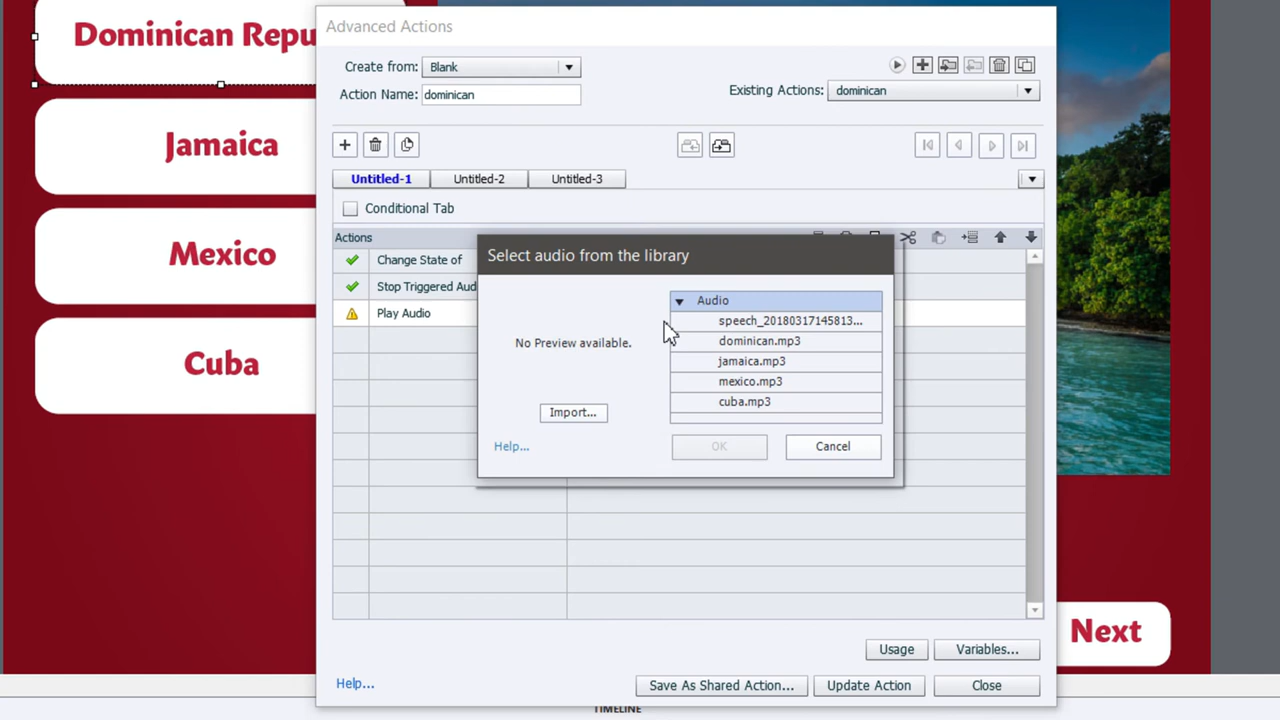 Dominican Repu
Jamaica
Mexico
Cuba
Next
Advanced Actions
Create from: Blank
Action Name: dominican
Existing Actions: dominican
Untitled-1 Untitled-2 Untitled-3
Conditional Tab
Actions
Change State of
Stop Triggered Aud
Play Audio
Select audio from the library
No Preview available.
Import...
Help...
Audio
speech_20180317145813...
dominican.mp3
jamaica.mp3
mexico.mp3
cuba.mp3
OK Cancel
Usage Variables...
Help... Save As Shared Action... Update Action Close
TIMELINE